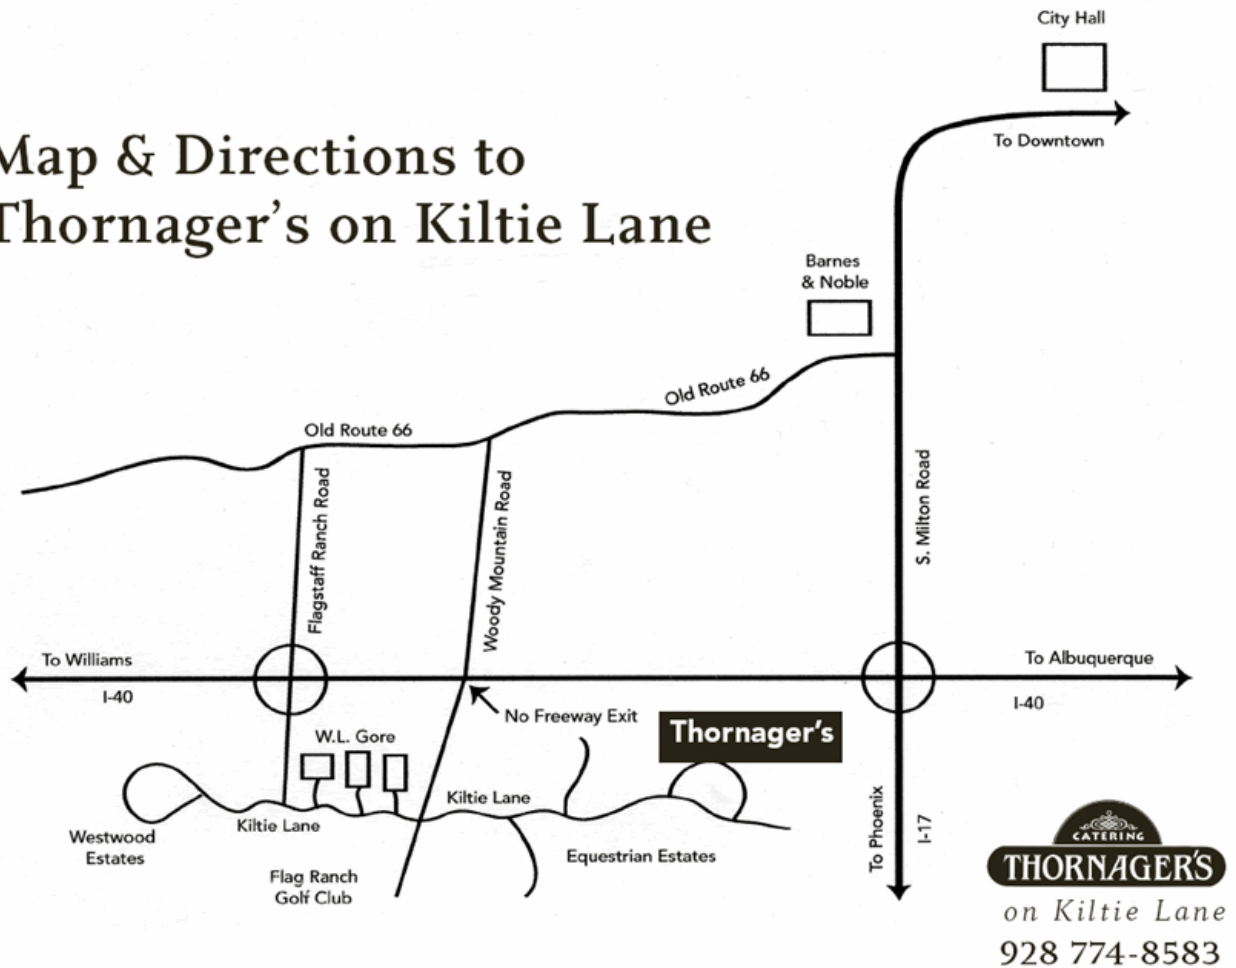 City Hall
To Downtown
Map & Directions to
Thornager's on Kiltie Lane
Barnes
& Noble
Old Route 66
Old Route 66
Flagstaff Ranch Road
Woody Mountain Road
S. Milton Road
To Williams
I-40
To Albuquerque
I-40
No Freeway Exit
Thornager's
W.L. Gore
Kiltie Lane
Kiltie Lane
Westwood
Estates
Flag Ranch
Golf Club
Equestrian Estates
To Phoenix
I-17
CATERING
THORNAGER'S
on Kiltie Lane
928 774-8583